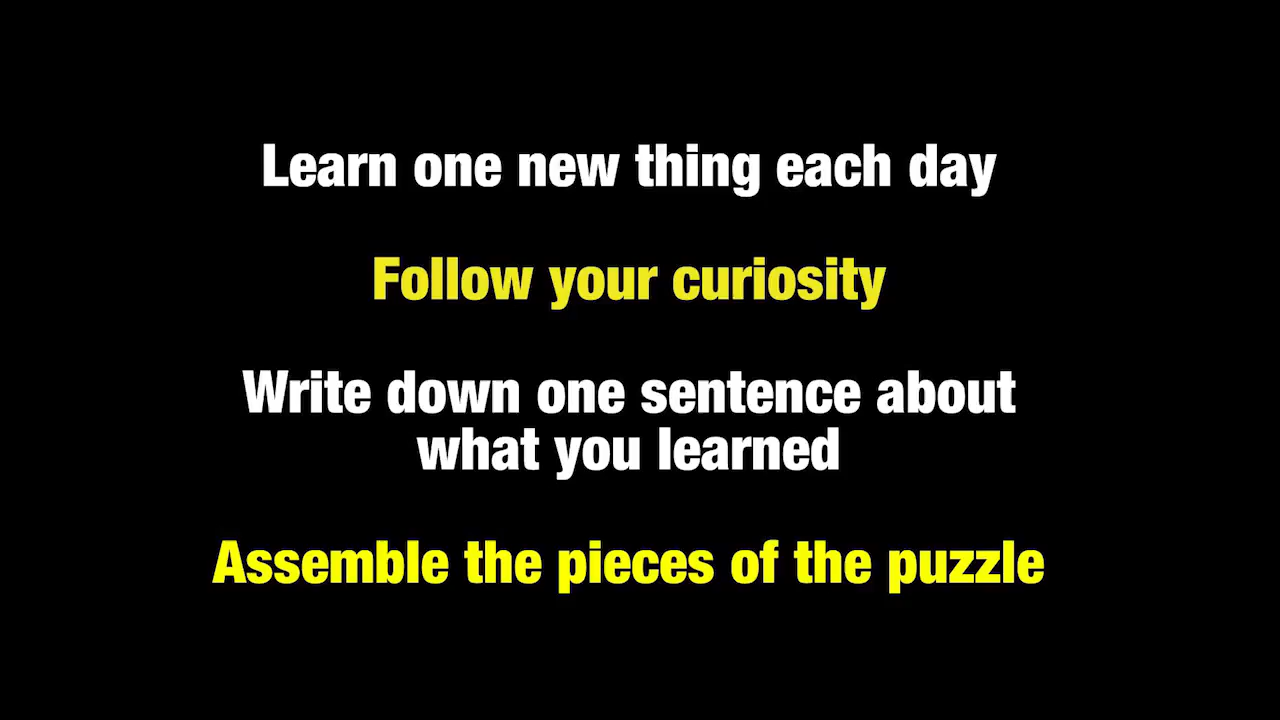 Learn one new thing each day
Follow your curiosity
Write down one sentence about
what you learned
Assemble the pieces of the puzzle